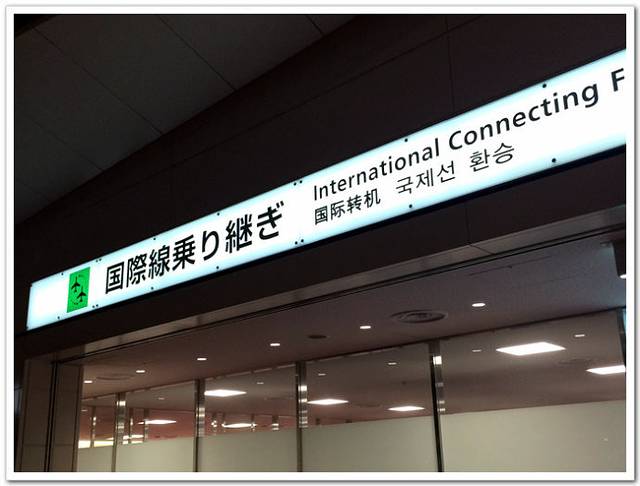 国際線乗り継ぎ
International Connecting F
国际转机 국제선 환승